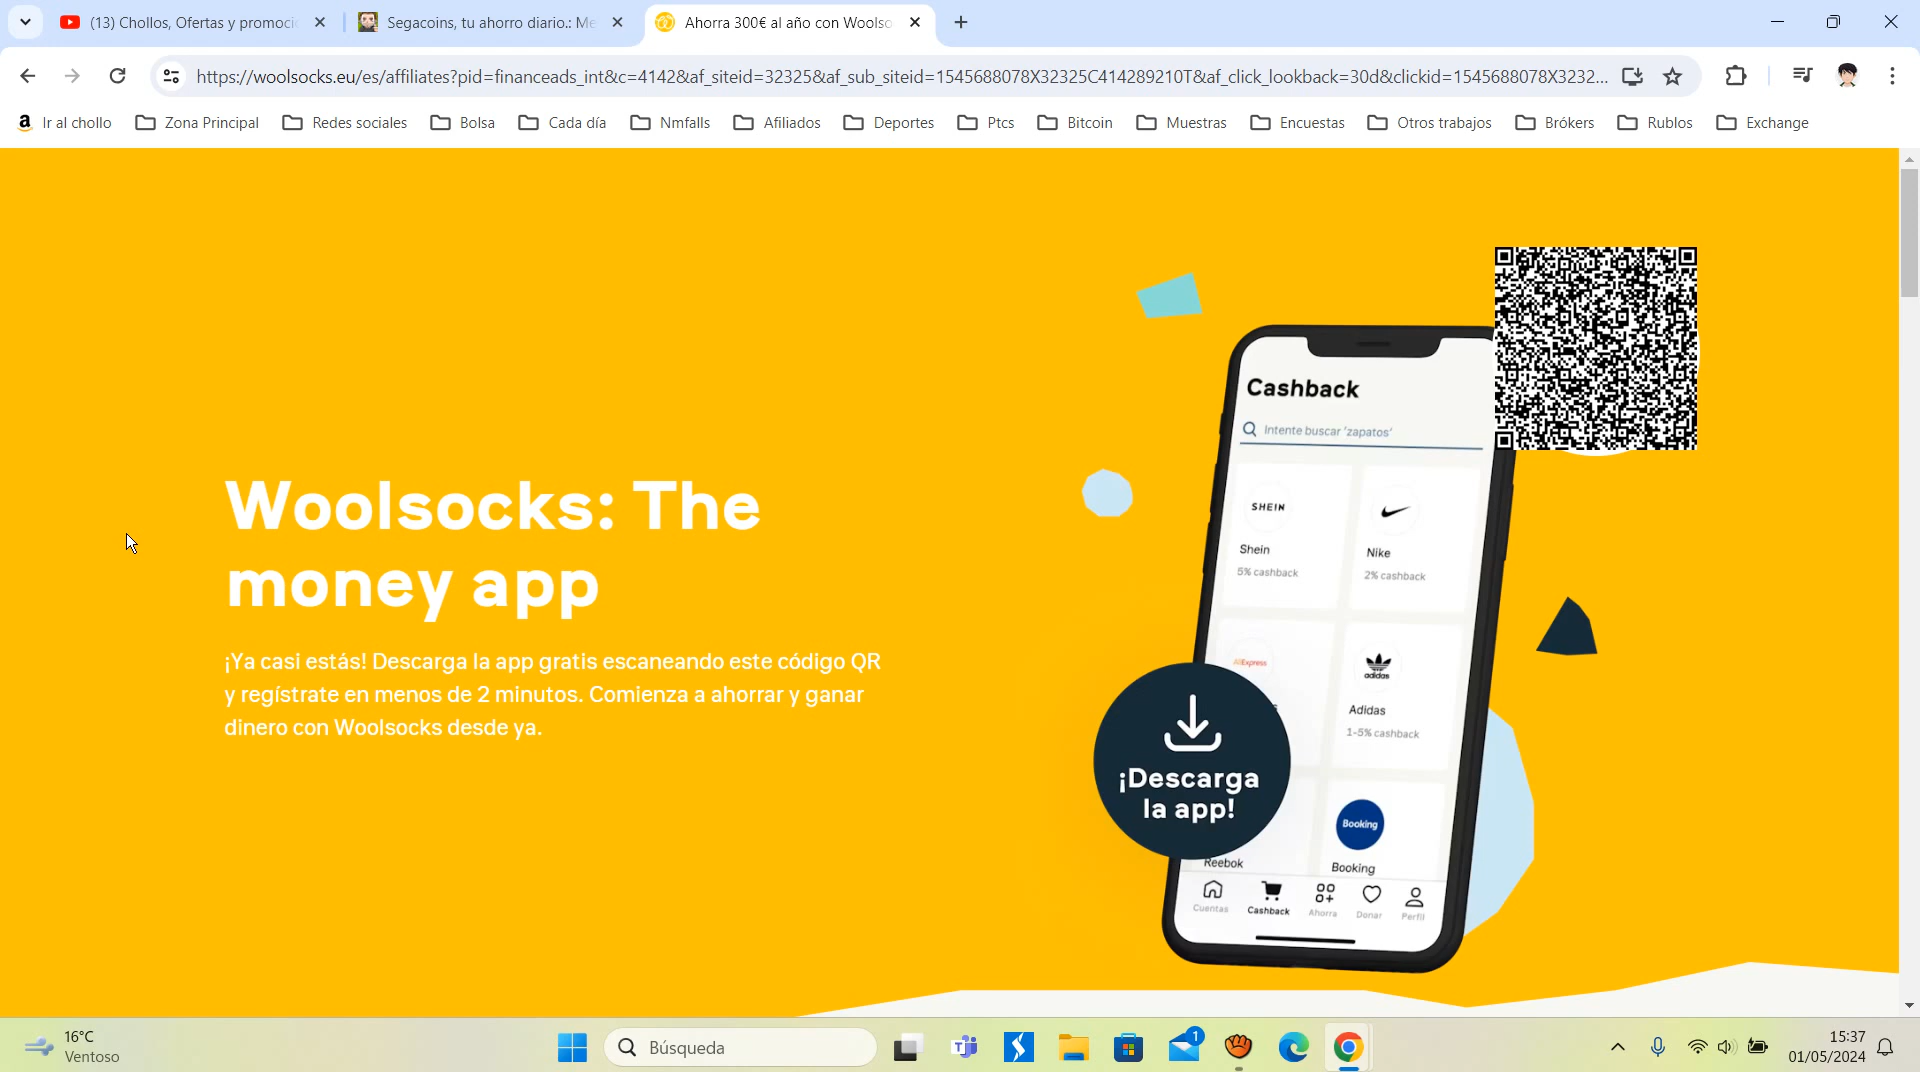 (13) Chollos, Ofertas y promoci
Segacoins, tu ahorro diario.: Me
Ahorra 300€ al año con Woolso
https://woolsocks.eu/es/affiliates?pid=financeads_int&c=4142&af_siteid=32325&af_sub_siteid=1545688078X32325C414289210T&af_click_lookback=30d&clickid=1545688078X3232...
a Ir al chollo
Zona Principal
Redes sociales
Bolsa
Cada día
Nmfalls
Afiliados
Deportes
Ptcs
Bitcoin
Muestras
Encuestas
Otros trabajos
Brókers
Rublos
Exchange
Woolsocks: The
money app
¡Ya casi estás! Descarga la app gratis escaneando este código QR
y regístrate en menos de 2 minutos. Comienza a ahorrar y ganar
dinero con Woolsocks desde ya.
Cashback
Intente buscar 'zapatos'
SHEIN
Shein
5% cashback
Nike
2% cashback
AliExpress
adidas
Adidas
1-5% cashback
¡Descarga
la app!
Reebok
Booking
Booking
Cuentas
Cashback
Ahorra
Donar
Perfil
16°C
Ventoso
Búsqueda
1
15:37
01/05/2024